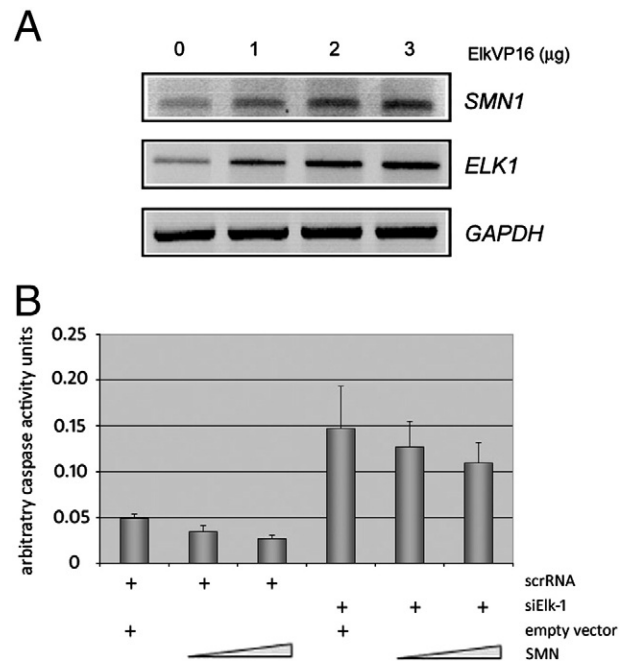 A
0 1 2 3 ElkVP16 (µg)
SMN1
ELK1
GAPDH
B
arbitratry caspase activity units
0.25
0.20
0.15
0.10
0.05
0
+ + + scrRNA
+ + + siElk-1
+ + empty vector
SMN